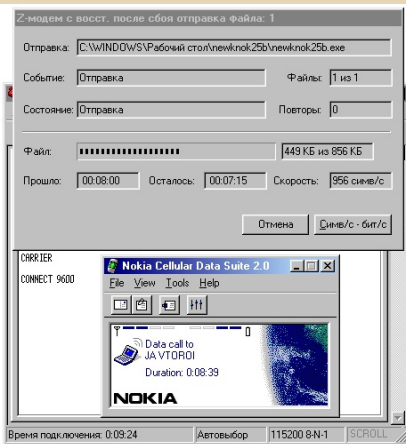 Z-модем с восст. после сбоя отправка файла: 1
Отправка: C:\WINDOWS\Рабочий стол\newknok25b\newknok25b.exe
Событие: Отправка Файлы: 1 из 1
Состояние: Отправка Повторы: 0
Файл: 449 КБ из 856 КБ
Прошло: 00:08:00 Осталось: 00:07:15 Скорость: 956 симв/с
Отмена Симв/с - бит/с
CARRIER
CONNECT 9600
Nokia Cellular Data Suite 2.0
File View Tools Help
Data call to
JA VTOROI
Duration: 0:08:39
NOKIA
Время подключения: 0:09:24 Автовыбор 115200 8-N-1 SCROLL